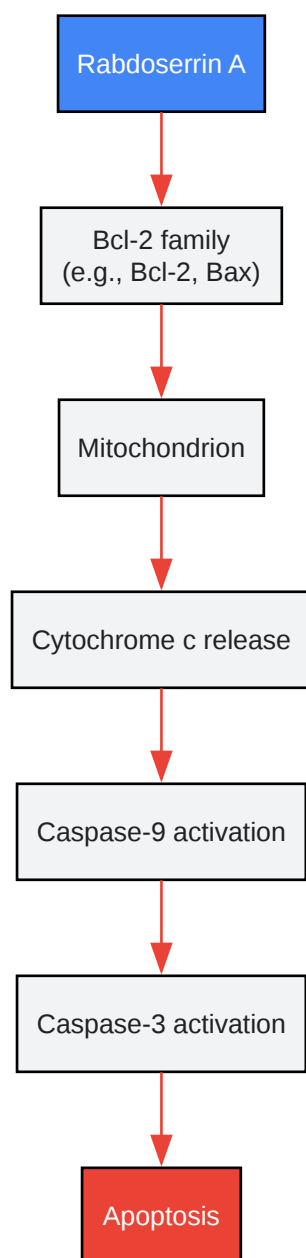 Rabdoserrin A
Bcl-2 family
(e.g., Bcl-2, Bax)
Mitochondrion
Cytochrome c release
Caspase-9 activation
Caspase-3 activation
Apoptosis